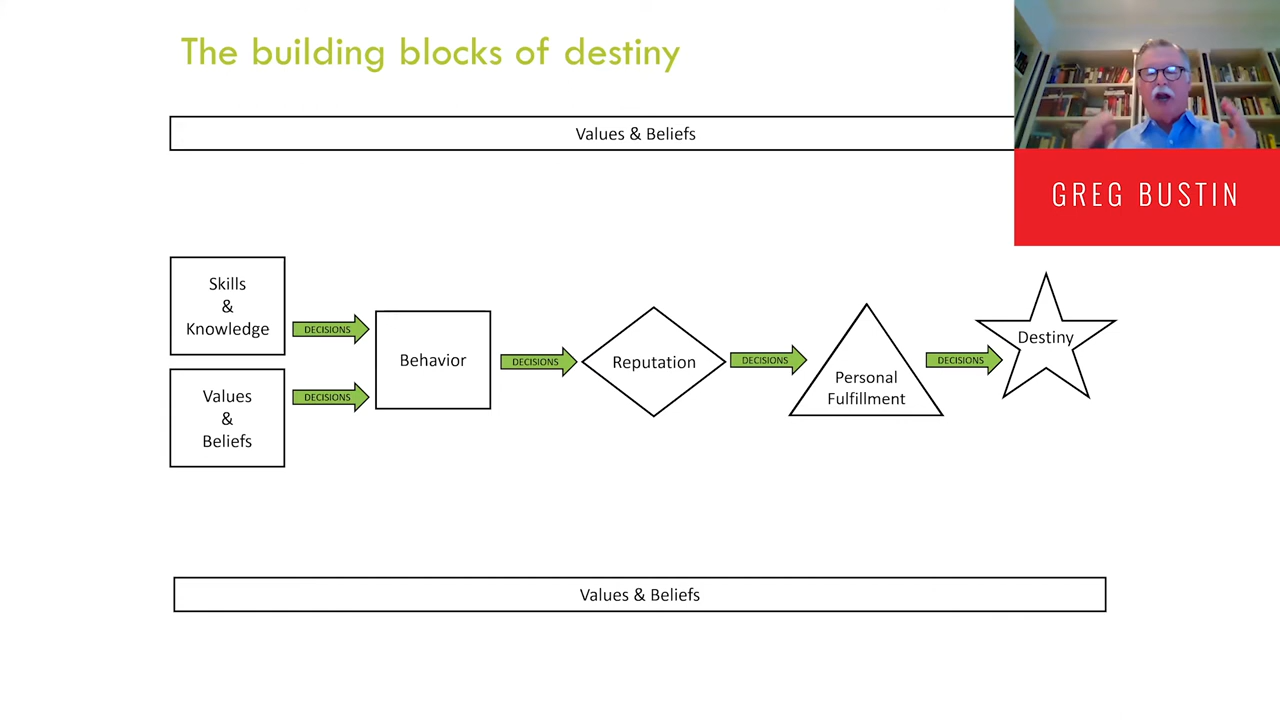 The building blocks of destiny
Values & Beliefs
GREG BUSTIN
Skills
&
Knowledge
DECISIONS
Values
&
Beliefs
DECISIONS
Behavior
DECISIONS
Reputation
DECISIONS
Personal
Fulfillment
DECISIONS
Destiny
Values & Beliefs